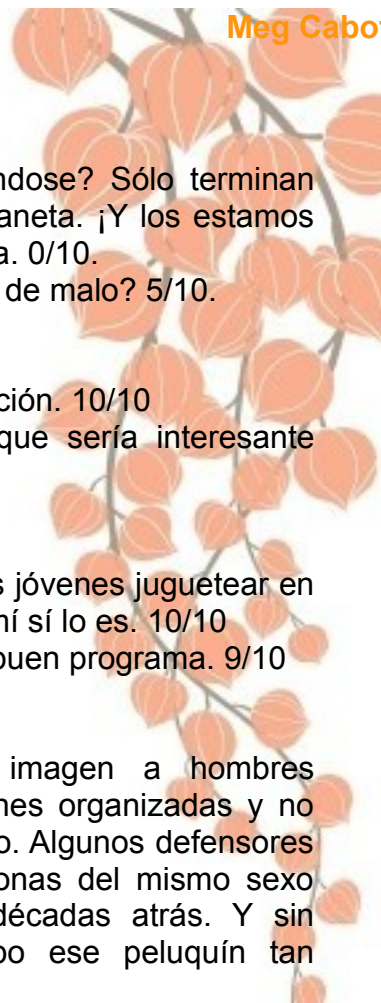 Meg Cabo
ndose? Sólo terminan
aneta. ¡Y los estamos
a. 0/10.
de malo? 5/10.
ción. 10/10
que sería interesante
s jóvenes juguetear en
ní sí lo es. 10/10
buen programa. 9/10
imagen a hombres
nes organizadas y no
o. Algunos defensores
onas del mismo sexo
décadas atrás. Y sin
oo ese peluquín tan